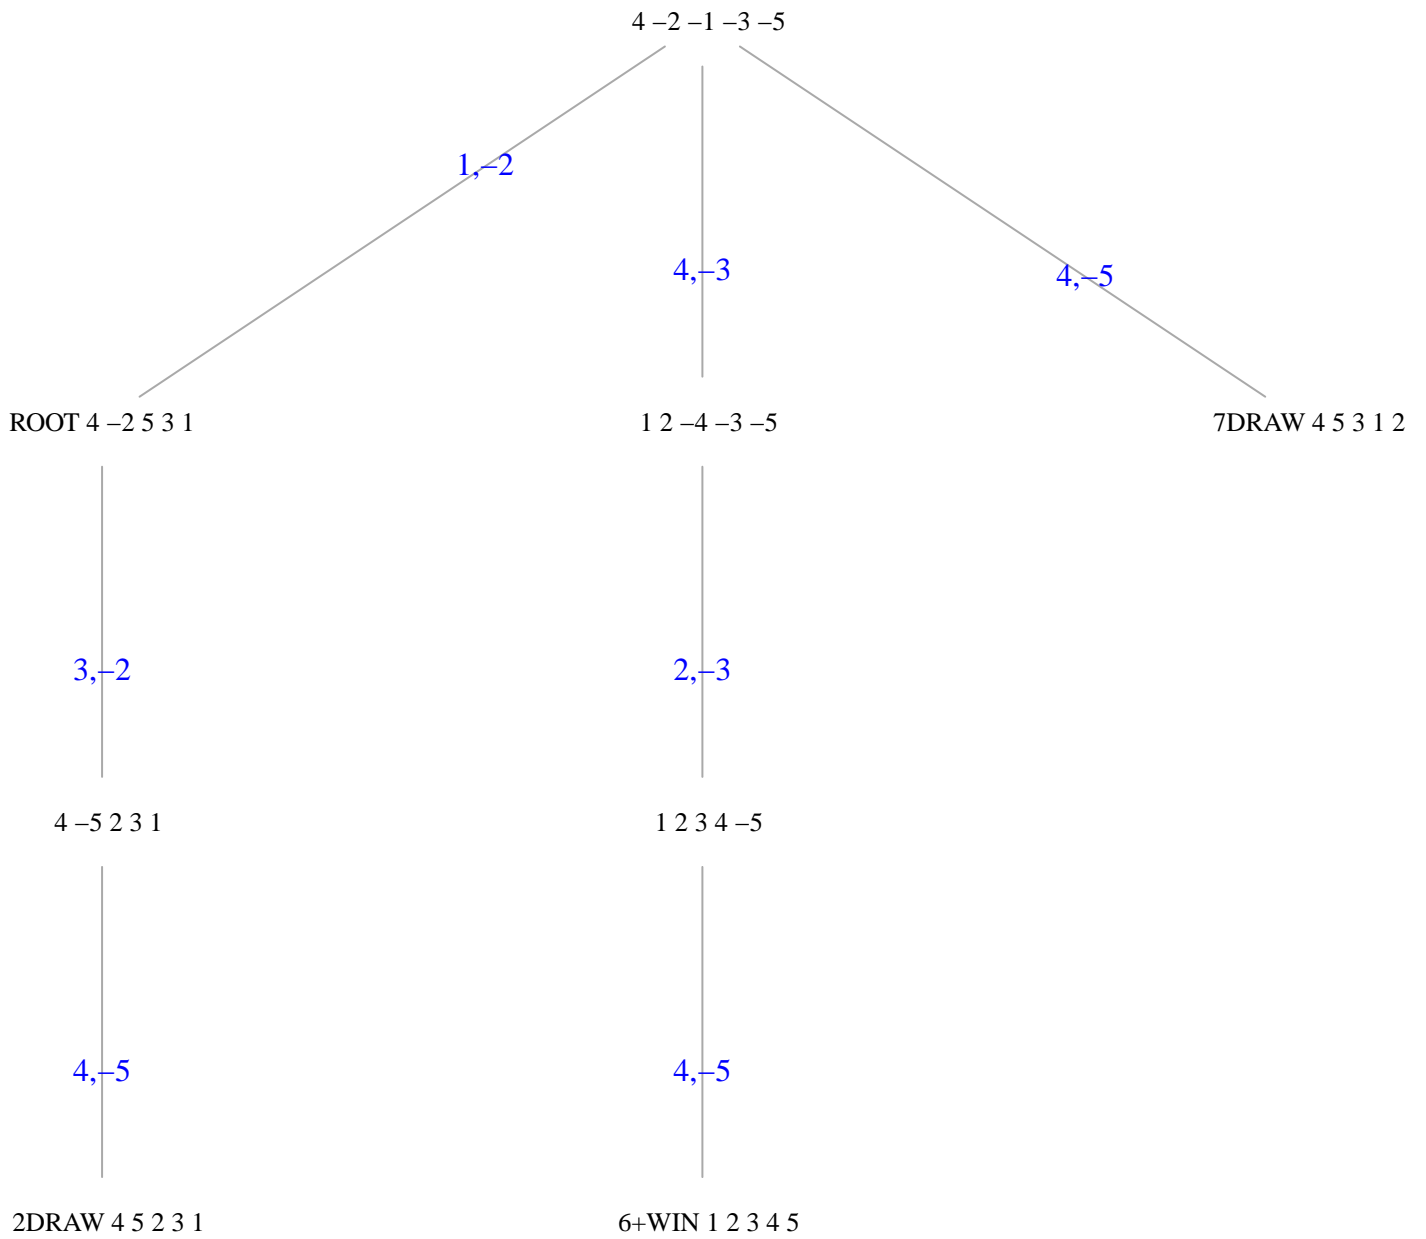 4 –2 –1 –3 –5
1,–2
4,–3
4,–5
ROOT 4 –2 5 3 1
1 2 –4 –3 –5
7DRAW 4 5 3 1 2
3,–2
2,–3
4 –5 2 3 1
1 2 3 4 –5
4,–5
4,–5
2DRAW 4 5 2 3 1
6+WIN 1 2 3 4 5